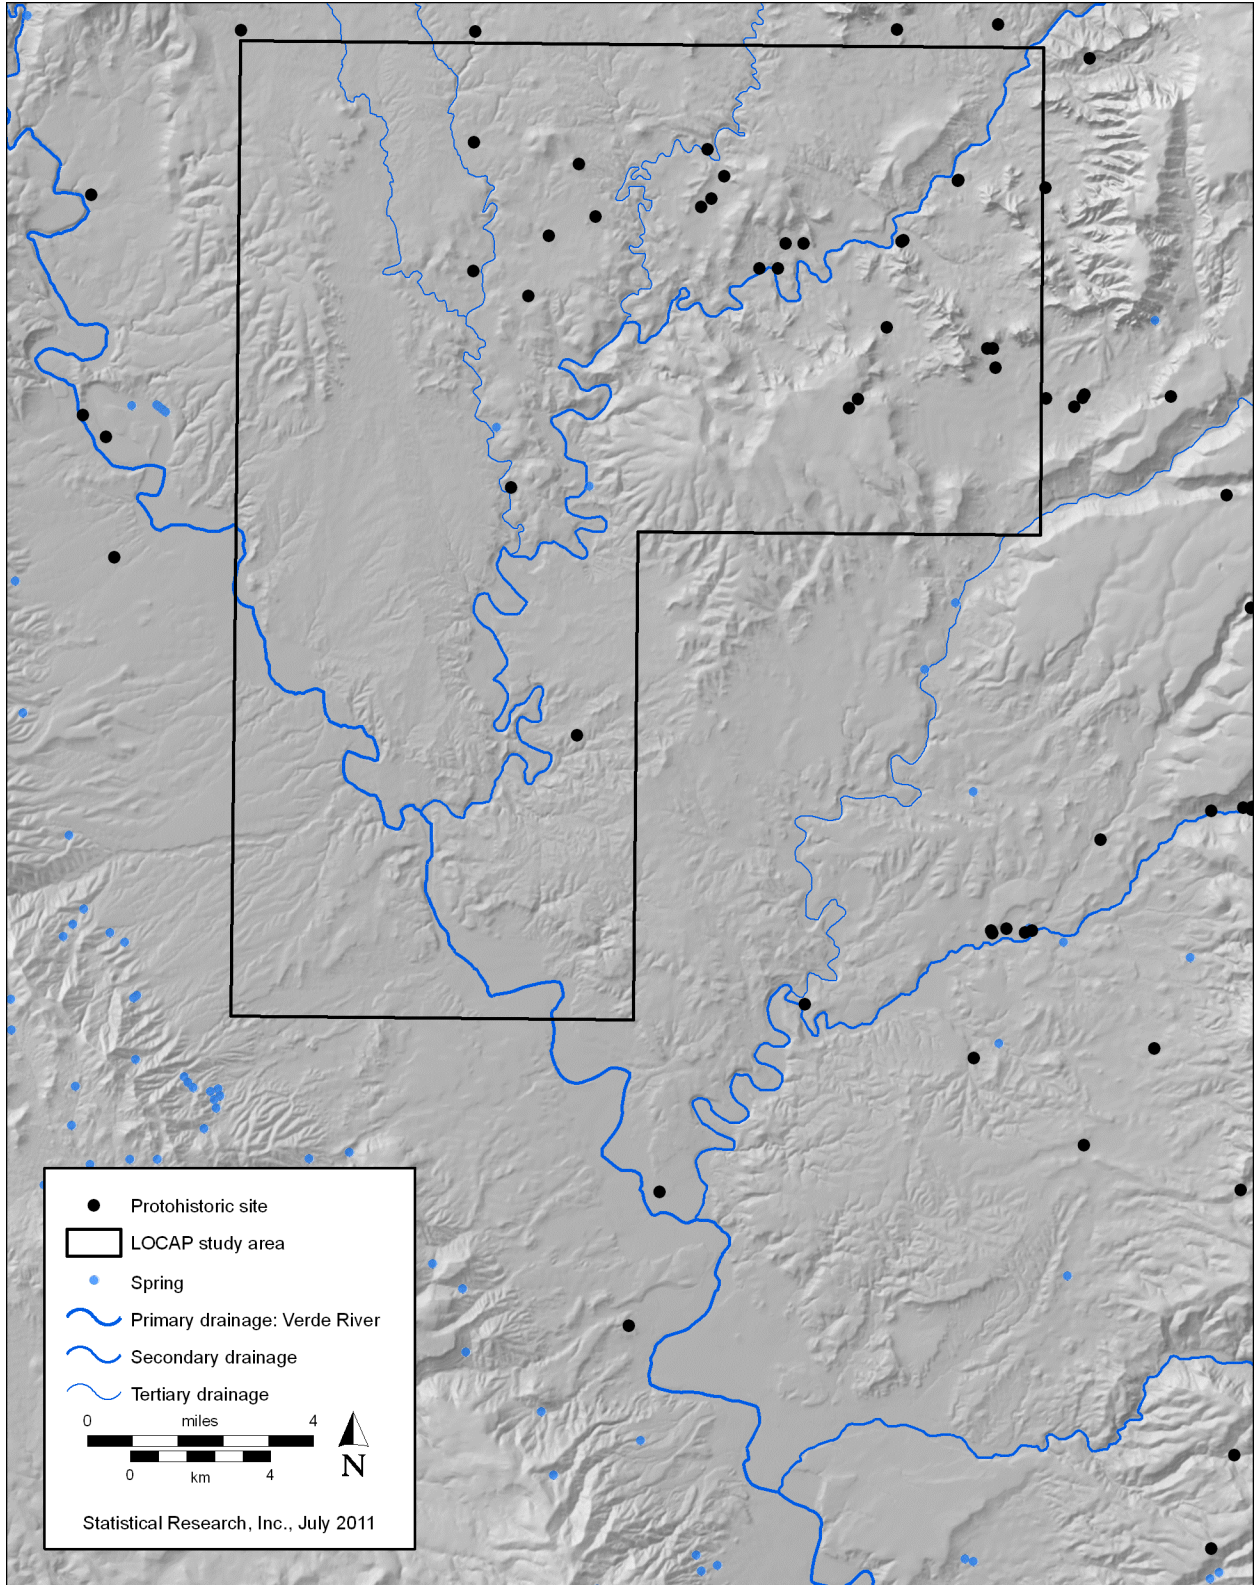 Protohistoric site
LOCAP study area
Spring
Primary drainage: Verde River
Secondary drainage
Tertiary drainage
0 miles 4
0 km 4
N
Statistical Research, Inc., July 2011